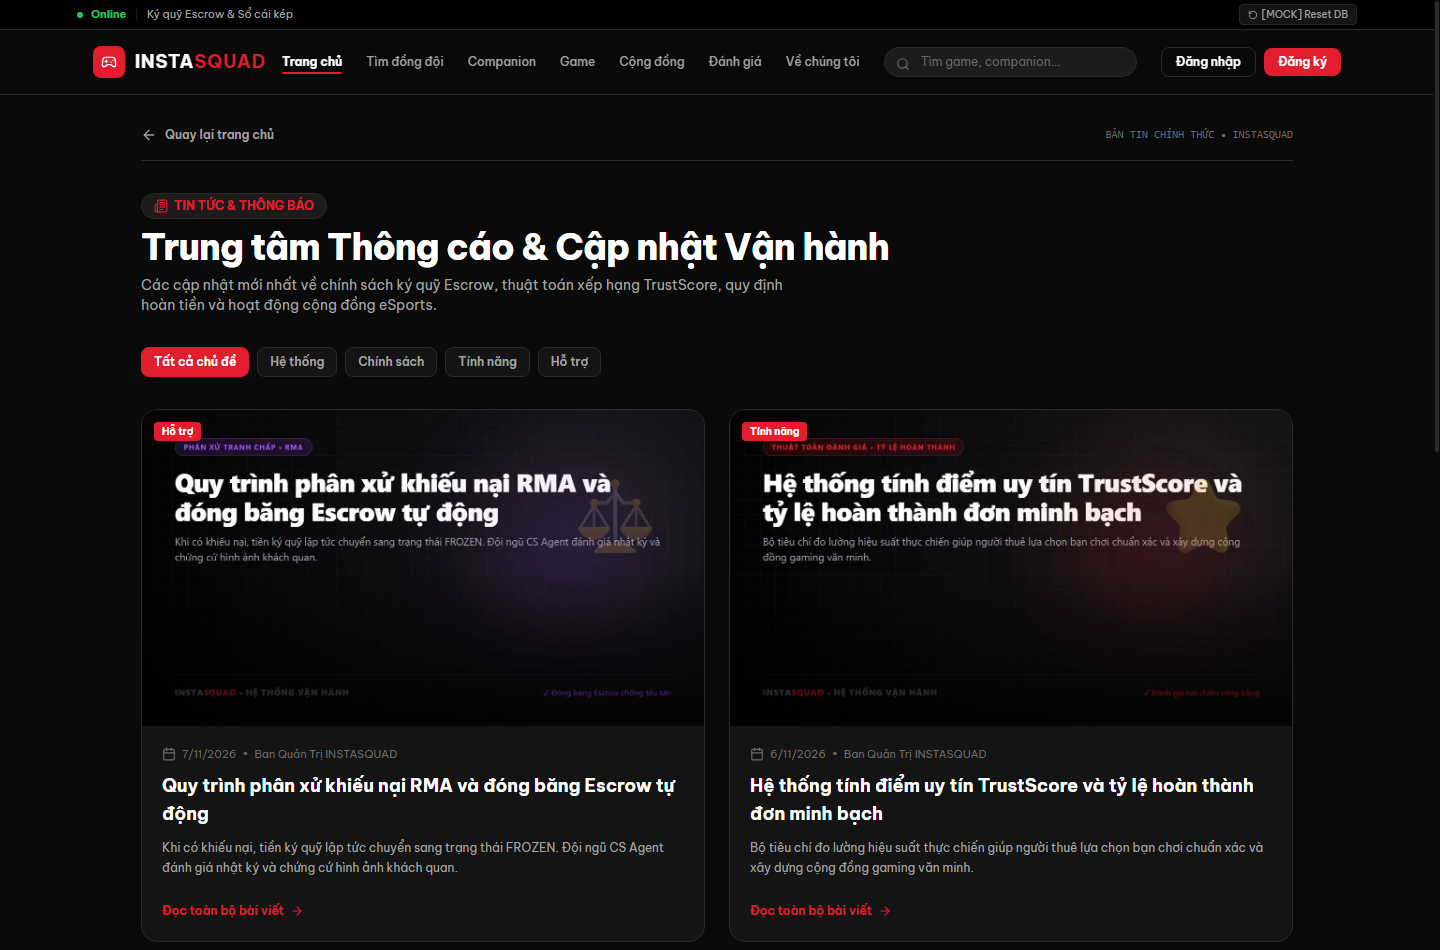 Online
Ký quỹ Escrow & Sổ cái kép
[MOCK] Reset DB
INSTASQUAD
Trang chủ
Tìm đồng đội
Companion
Game
Cộng đồng
Đánh giá
Về chúng tôi
Tìm game, companion...
Đăng nhập
Đăng ký
Quay lại trang chủ
BẢN TIN CHÍNH THỨC • INSTASQUAD
TIN TỨC & THÔNG BÁO
Trung tâm Thông cáo & Cập nhật Vận hành
Các cập nhật mới nhất về chính sách ký quỹ Escrow, thuật toán xếp hạng TrustScore, quy định
hoàn tiền và hoạt động cộng đồng eSports.
Tất cả chủ đề
Hệ thống
Chính sách
Tính năng
Hỗ trợ
Hỗ trợ
PHÂN XỬ TRANH CHẤP • RMA
Quy trình phân xử khiếu nại RMA và
đóng băng Escrow tự động
Khi có khiếu nại, tiền ký quỹ lập tức chuyển sang trạng thái FROZEN. Đội ngũ CS Agent đánh giá nhật ký và
chứng cứ hình ảnh khách quan.
INSTASQUAD • HỆ THỐNG VẬN HÀNH
✓ Đóng băng Escrow chống tẩu tán
7/11/2026 • Ban Quản Trị INSTASQUAD
Quy trình phân xử khiếu nại RMA và đóng băng Escrow tự
động
Khi có khiếu nại, tiền ký quỹ lập tức chuyển sang trạng thái FROZEN. Đội ngũ CS Agent
đánh giá nhật ký và chứng cứ hình ảnh khách quan.
Đọc toàn bộ bài viết →
Tính năng
THUẬT TOÁN ĐÁNH GIÁ • TỶ LỆ HOÀN THÀNH
Hệ thống tính điểm uy tín TrustScore và
tỷ lệ hoàn thành đơn minh bạch
Bộ tiêu chí đo lường hiệu suất thực chiến giúp người thuê lựa chọn bạn chơi chuẩn xác và xây dựng cộng
đồng gaming văn minh.
INSTASQUAD • HỆ THỐNG VẬN HÀNH
✓ Đánh giá hai chiều công bằng
6/11/2026 • Ban Quản Trị INSTASQUAD
Hệ thống tính điểm uy tín TrustScore và tỷ lệ hoàn thành
đơn minh bạch
Bộ tiêu chí đo lường hiệu suất thực chiến giúp người thuê lựa chọn bạn chơi chuẩn xác và
xây dựng cộng đồng gaming văn minh.
Đọc toàn bộ bài viết →